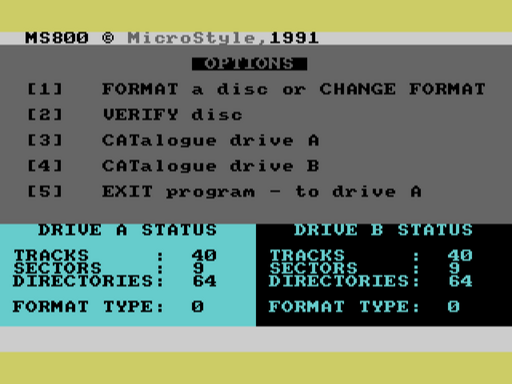 MS800 © MicroStyle,1991
OPTIONS
[1] FORMAT a disc or CHANGE FORMAT
[2] VERIFY disc
[3] CATalogue drive A
[4] CATalogue drive B
[5] EXIT program - to drive A
DRIVE A STATUS DRIVE B STATUS
TRACKS : 40 TRACKS : 40
SECTORS : 9 SECTORS : 9
DIRECTORIES: 64 DIRECTORIES: 64
FORMAT TYPE: 0 FORMAT TYPE: 0